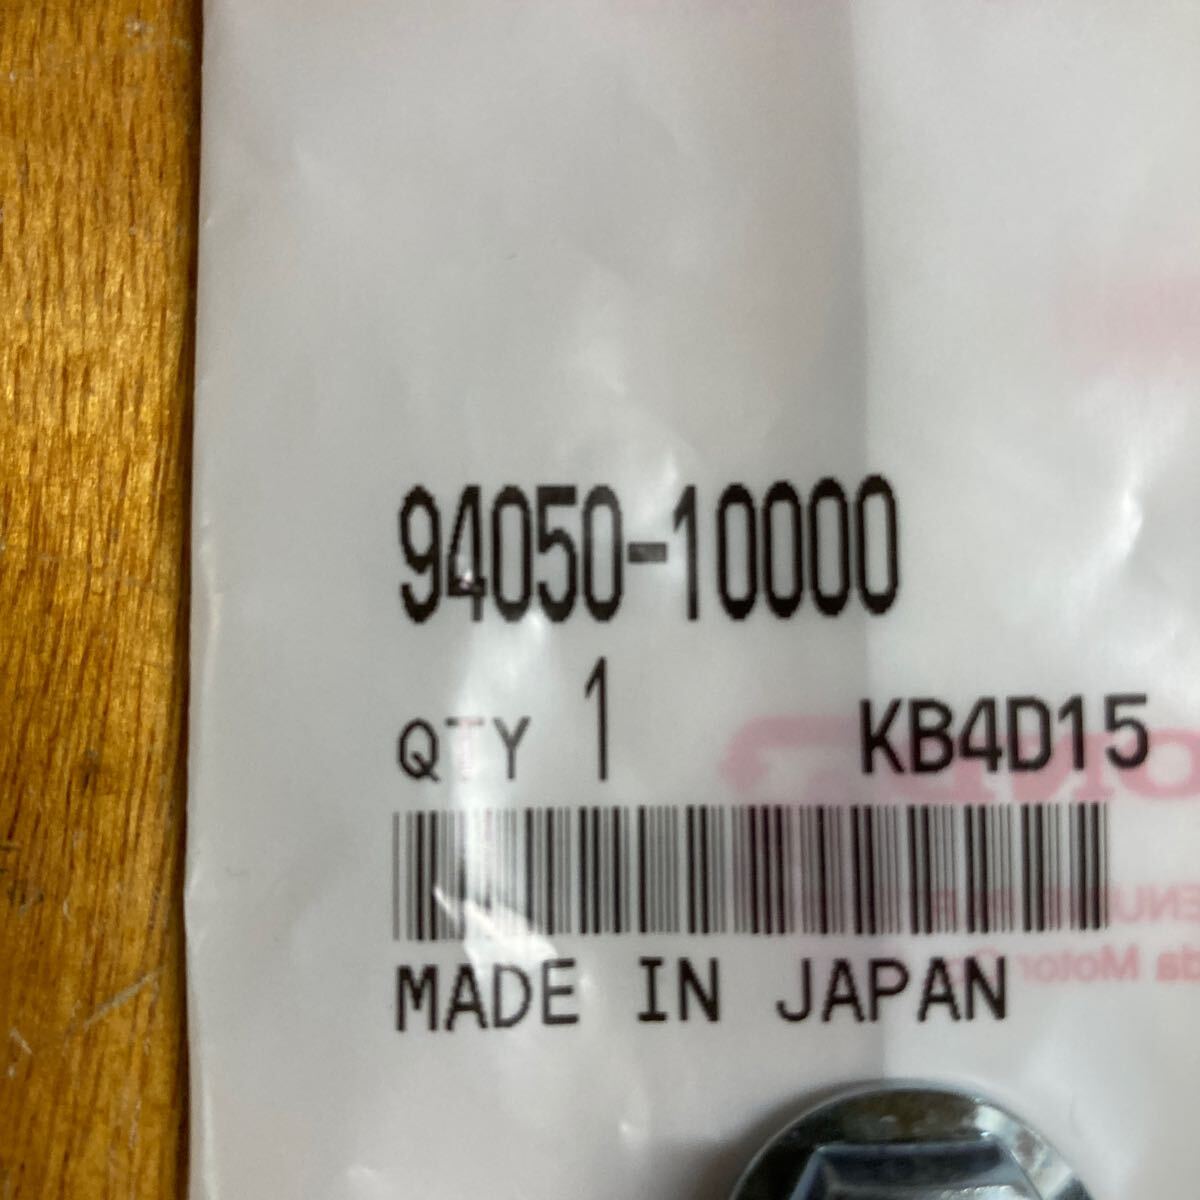 94050-10000
QTY 1 KB4D15
MADE IN JAPAN